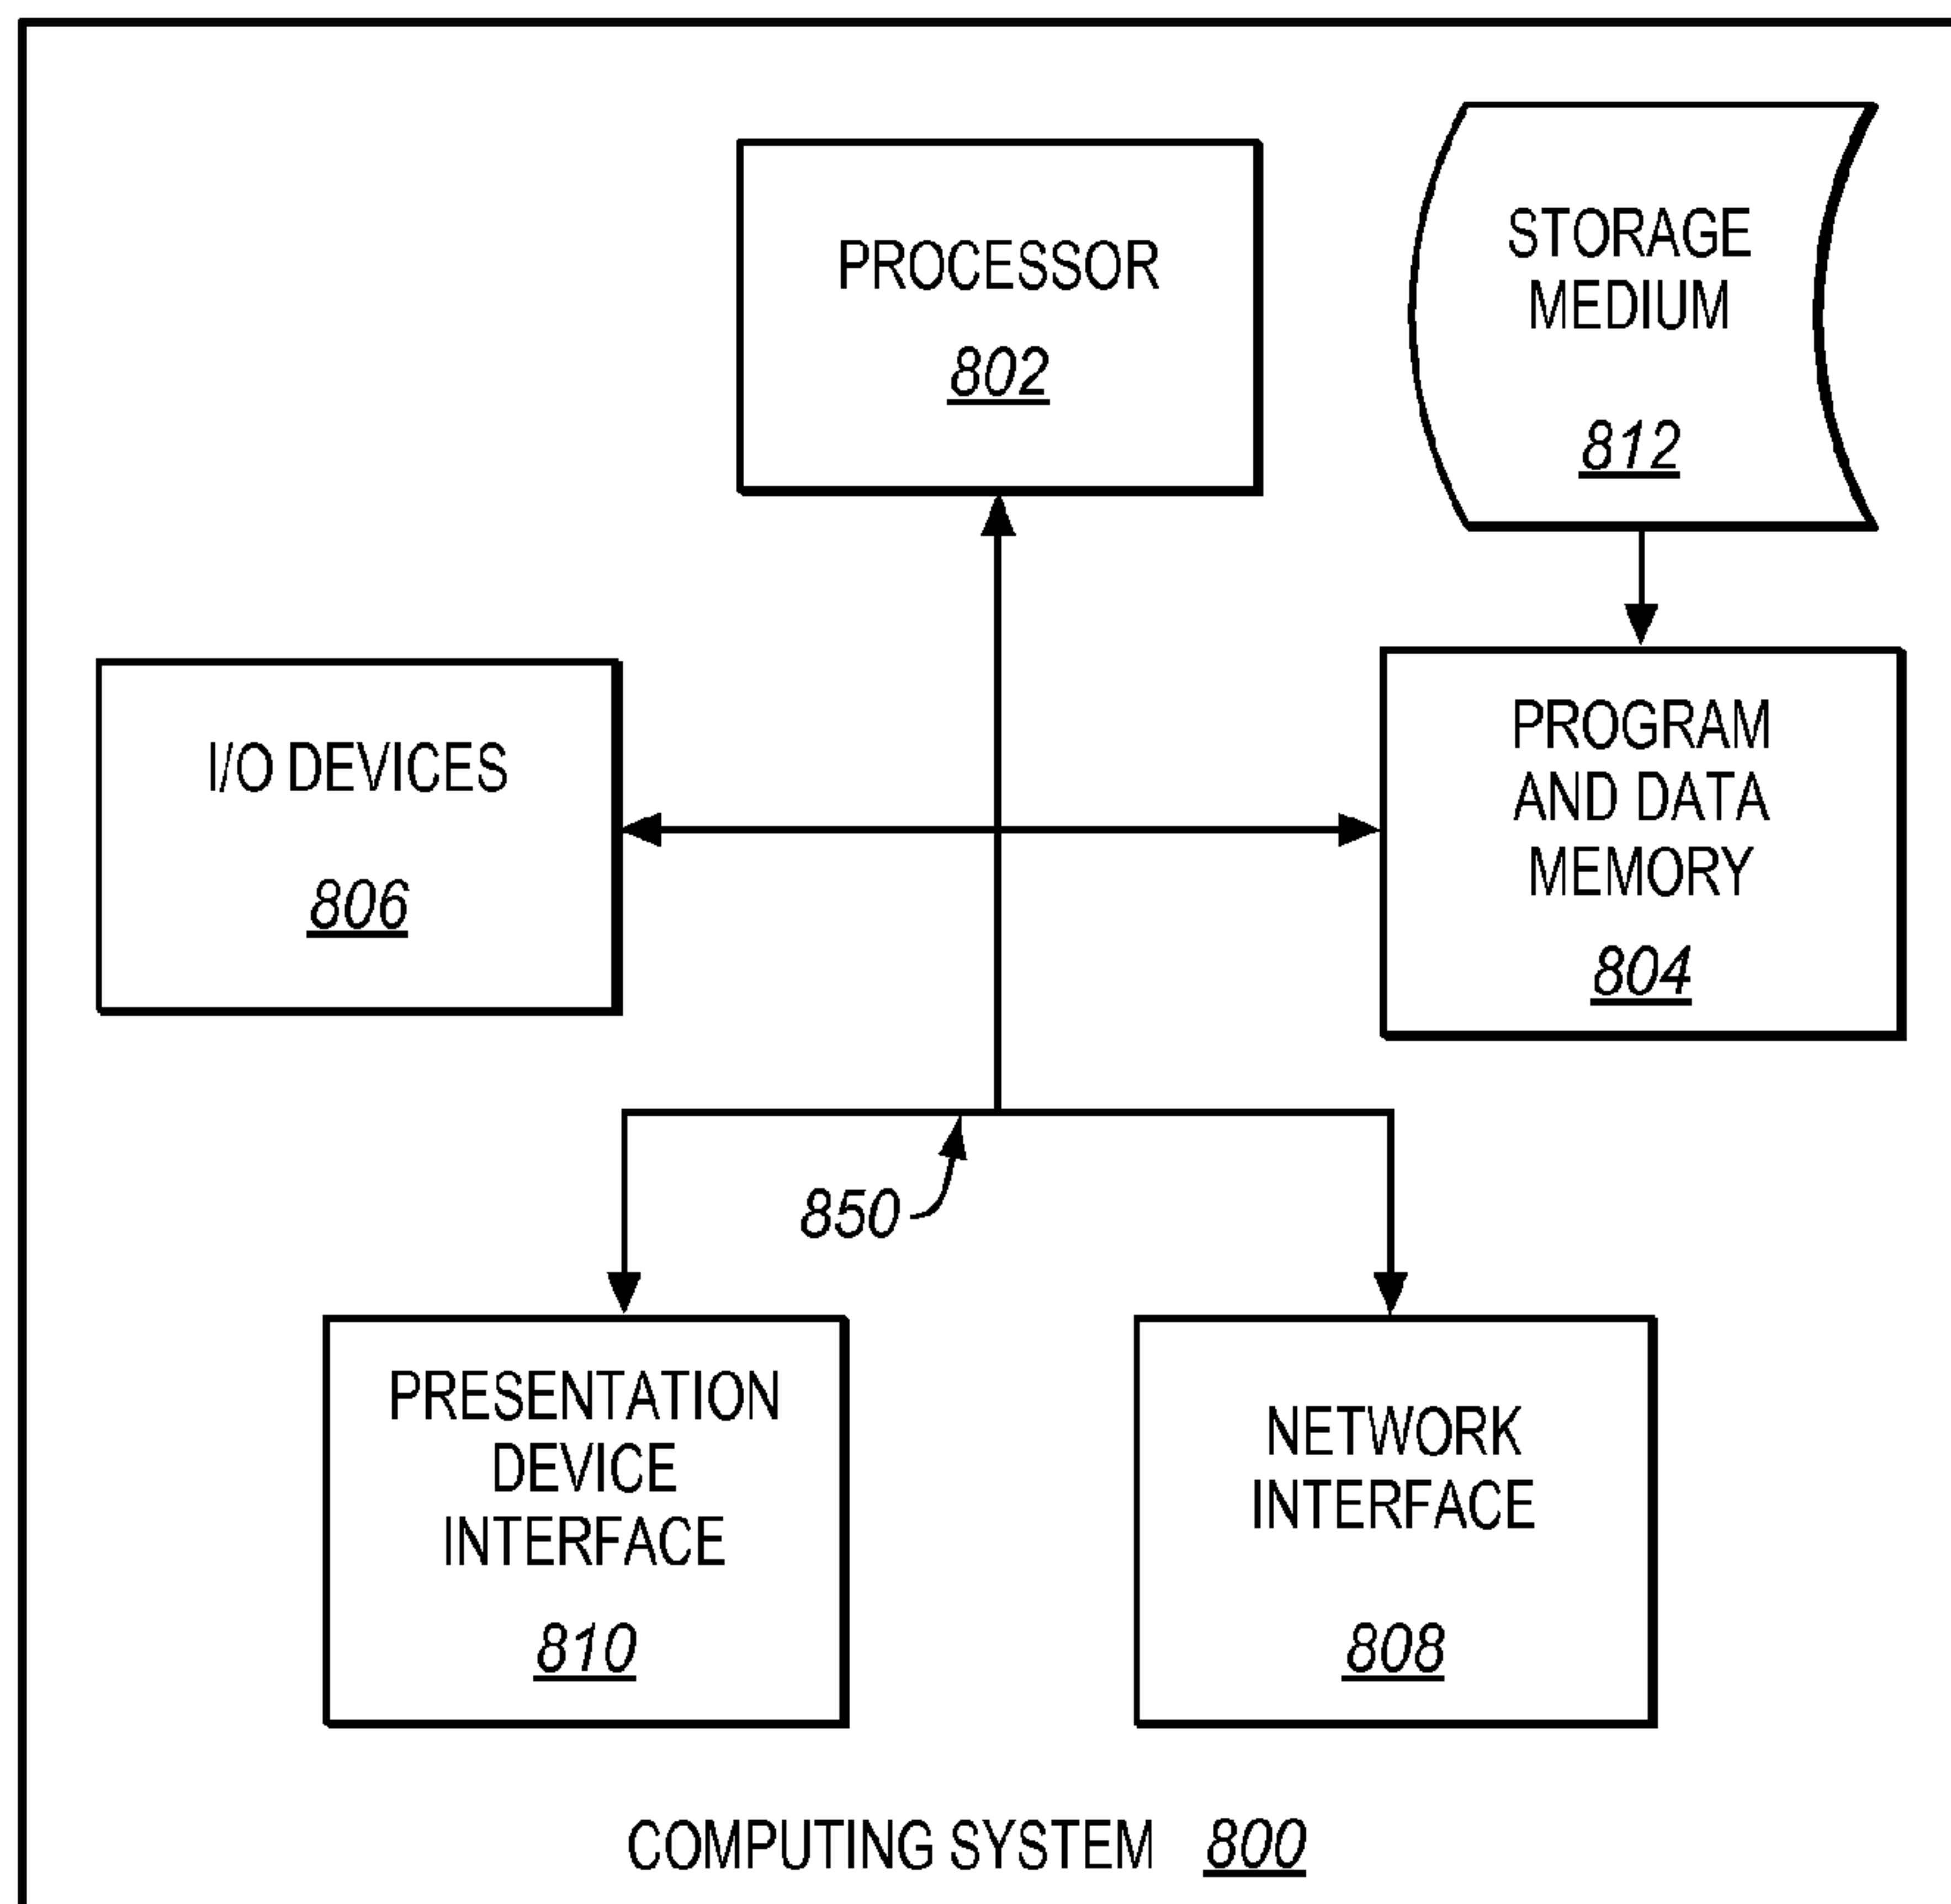 PROCESSOR
802
STORAGE
MEDIUM
812
I/O DEVICES
806
PROGRAM
AND DATA
MEMORY
804
850
PRESENTATION
DEVICE
INTERFACE
810
NETWORK
INTERFACE
808
COMPUTING SYSTEM 800